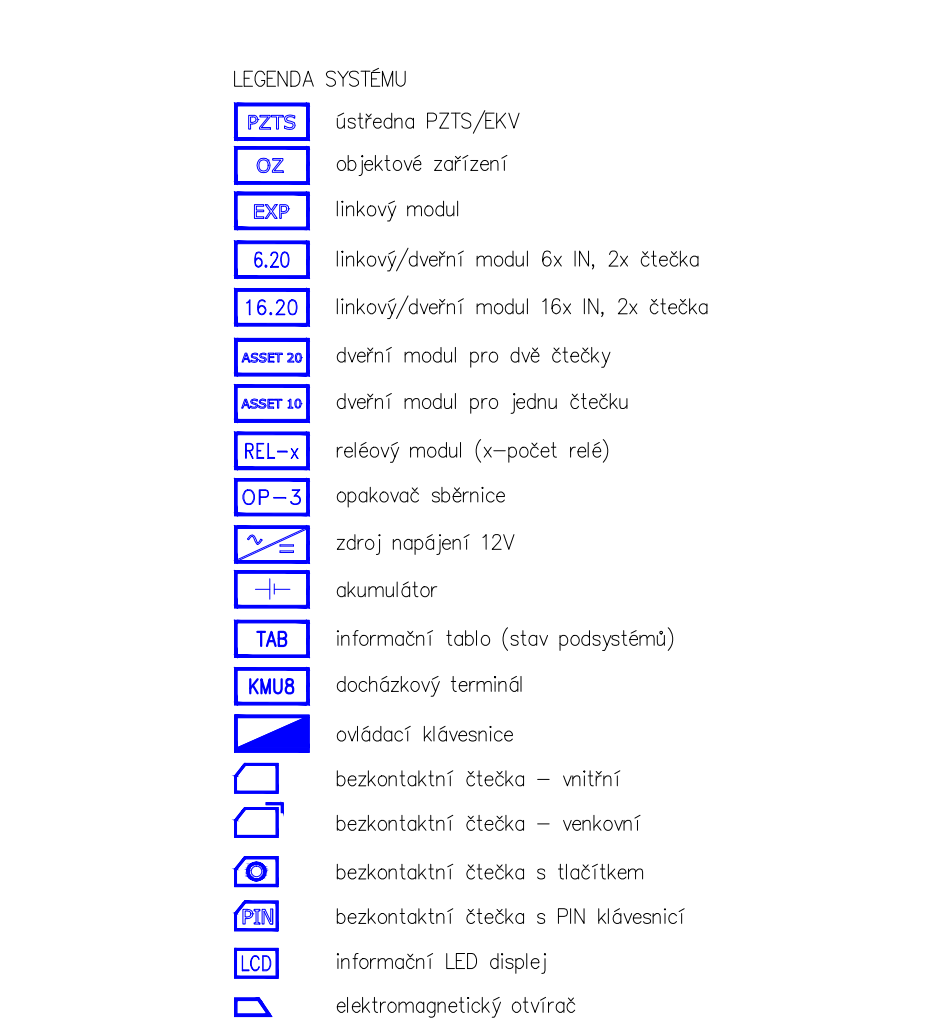 LEGENDA SYSTÉMU
PZTS ústředna PZTS/EKV
OZ objektové zařízení
EXP linkový modul
6.20 linkový/dveřní modul 6x IN, 2x čtečka
16.20 linkový/dveřní modul 16x IN, 2x čtečka
ASSET 20 dveřní modul pro dvě čtečky
ASSET 10 dveřní modul pro jednu čtečku
REL-x reléový modul (x-počet relé)
OP-3 opakovač sběrnice
zdroj napájení 12V
akumulátor
TAB informační tablo (stav podsystémů)
KMU8 docházkový terminál
ovládací klávesnice
bezkontaktní čtečka – vnitřní
bezkontaktní čtečka – venkovní
bezkontaktní čtečka s tlačítkem
PIN bezkontaktní čtečka s PIN klávesnicí
LCD informační LED displej
elektromagnetický otvírač